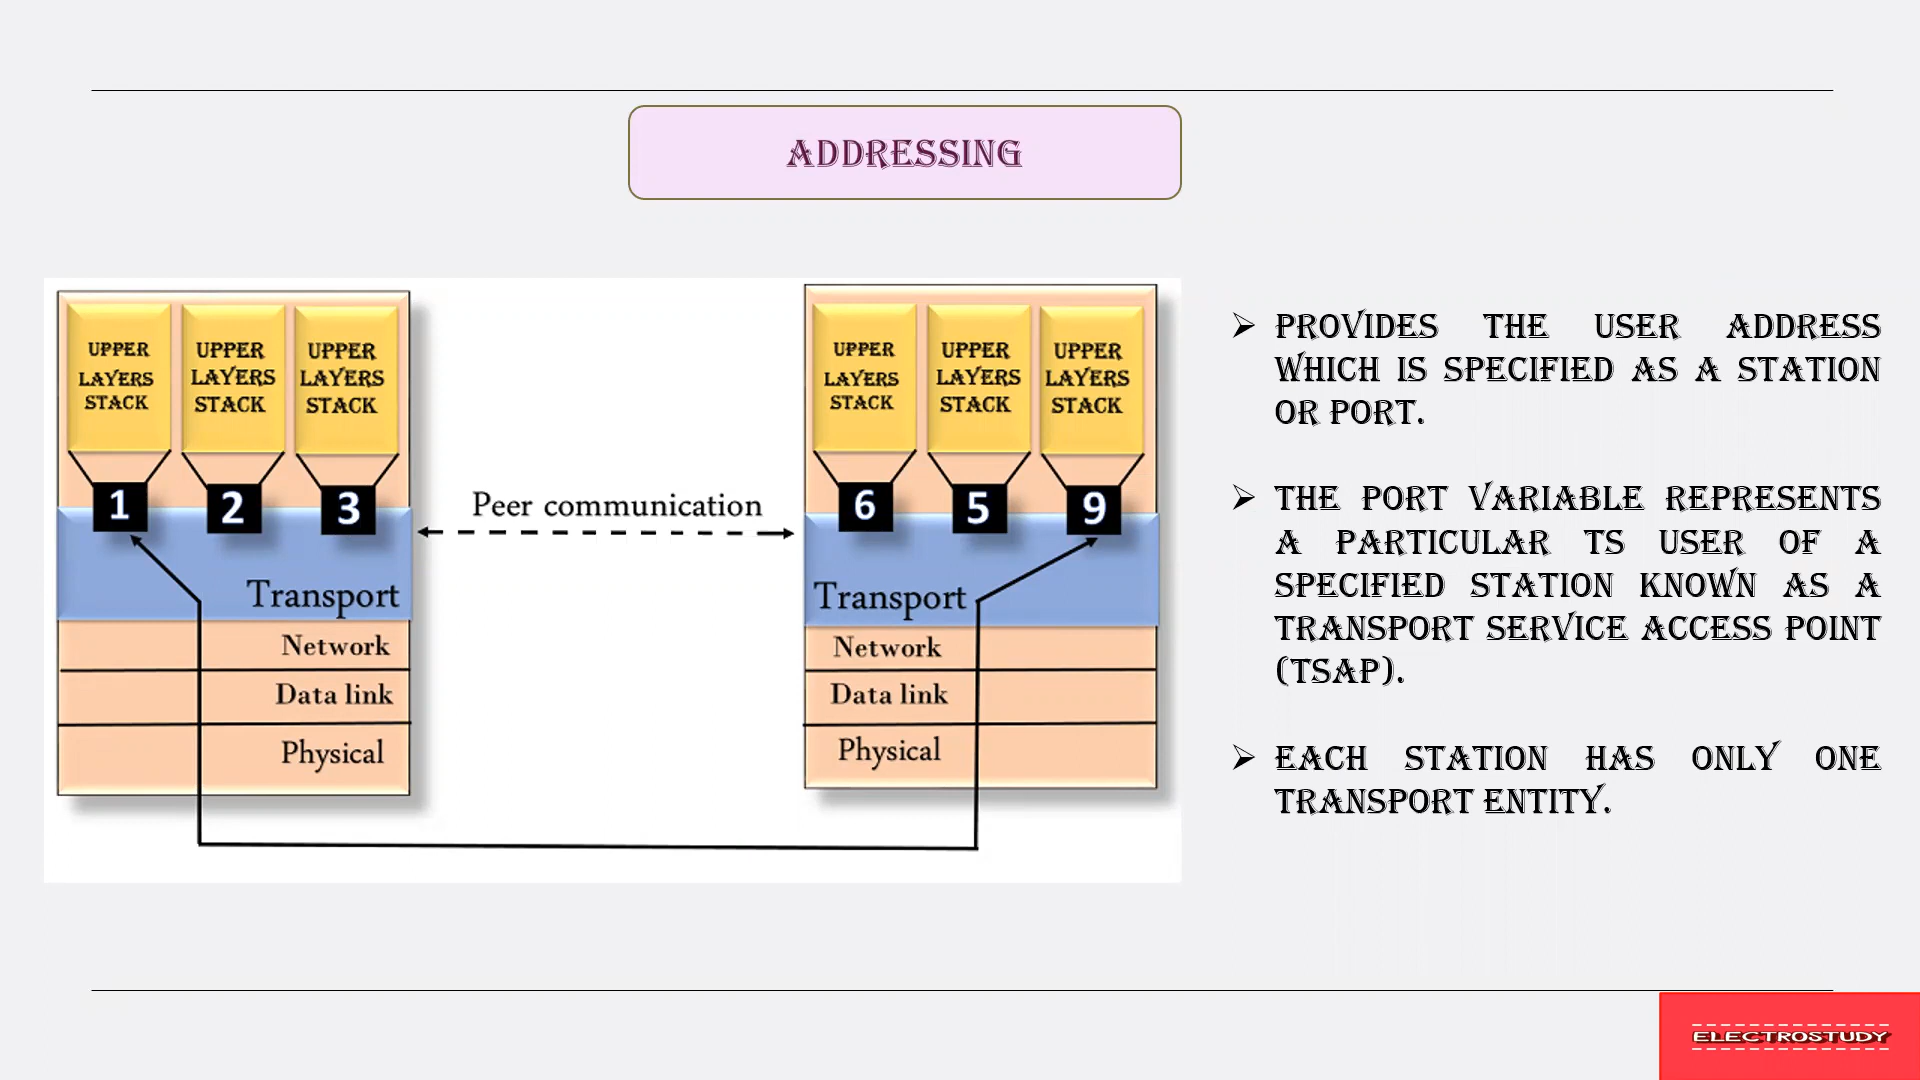 ADDRESSING
UPPER
LAYERS
STACK
UPPER
LAYERS
STACK
UPPER
LAYERS
STACK
1
2
3
Transport
Network
Data link
Physical
Peer communication
UPPER
LAYERS
STACK
UPPER
LAYERS
STACK
UPPER
LAYERS
STACK
6
5
9
Transport
Network
Data link
Physical
PROVIDES THE USER ADDRESS
WHICH IS SPECIFIED AS A STATION
OR PORT.
THE PORT VARIABLE REPRESENTS
A PARTICULAR TS USER OF A
SPECIFIED STATION KNOWN AS A
TRANSPORT SERVICE ACCESS POINT
(TSAP).
EACH STATION HAS ONLY ONE
TRANSPORT ENTITY.
ELECTROSTUDY